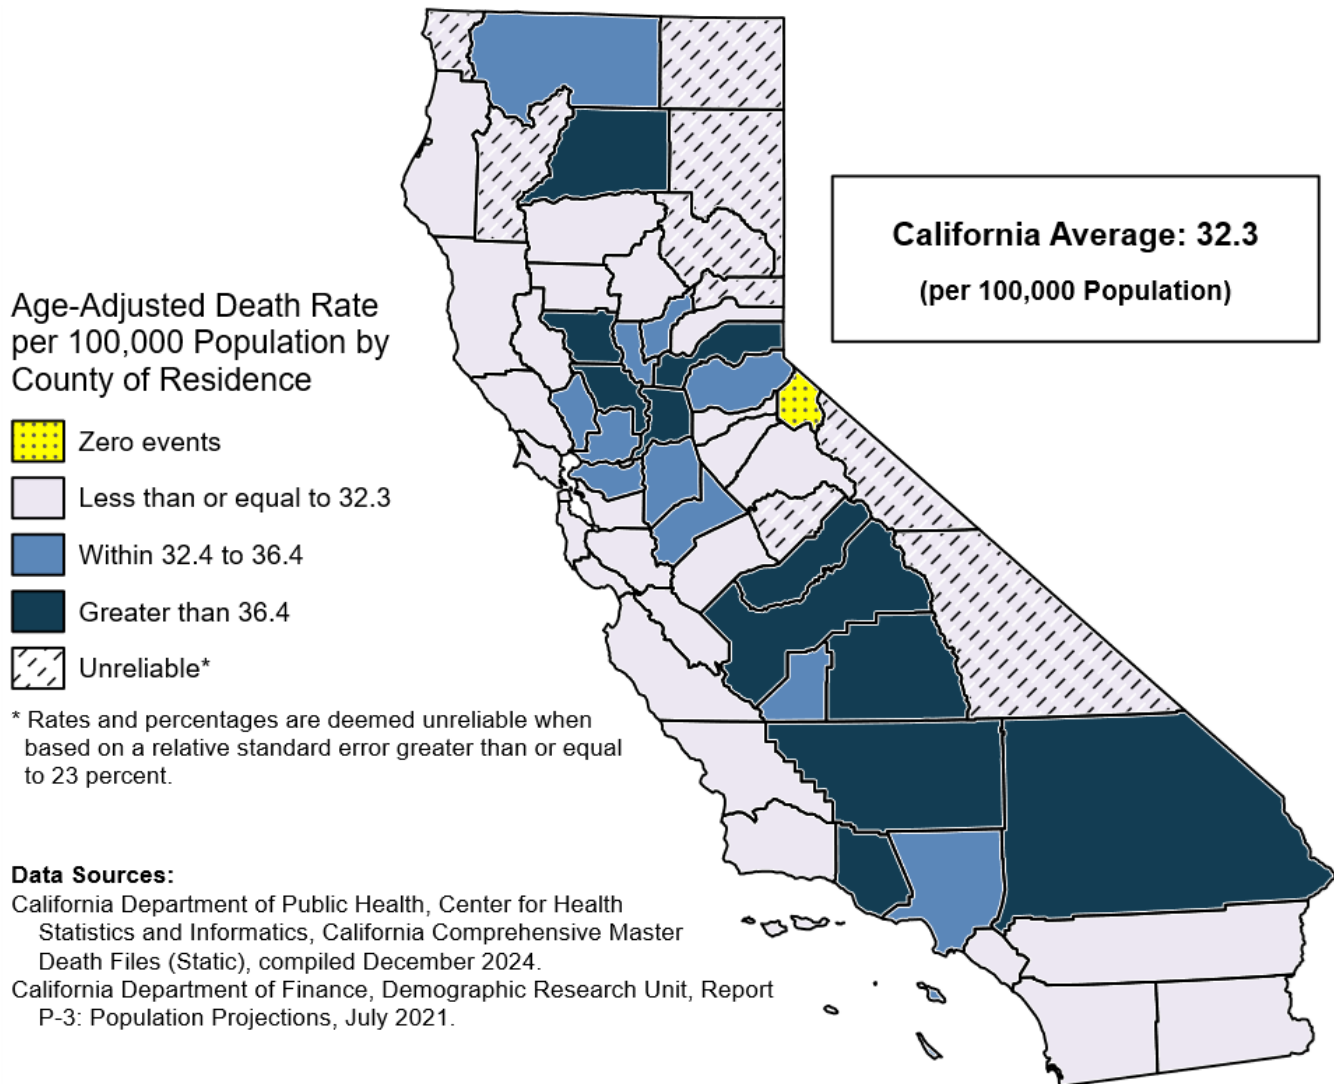 California Average: 32.3
(per 100,000 Population)
Age-Adjusted Death Rate
per 100,000 Population by
County of Residence
Zero events
Less than or equal to 32.3
Within 32.4 to 36.4
Greater than 36.4
Unreliable*
* Rates and percentages are deemed unreliable when
based on a relative standard error greater than or equal
to 23 percent.
Data Sources:
California Department of Public Health, Center for Health
Statistics and Informatics, California Comprehensive Master
Death Files (Static), compiled December 2024.
California Department of Finance, Demographic Research Unit, Report
P-3: Population Projections, July 2021.